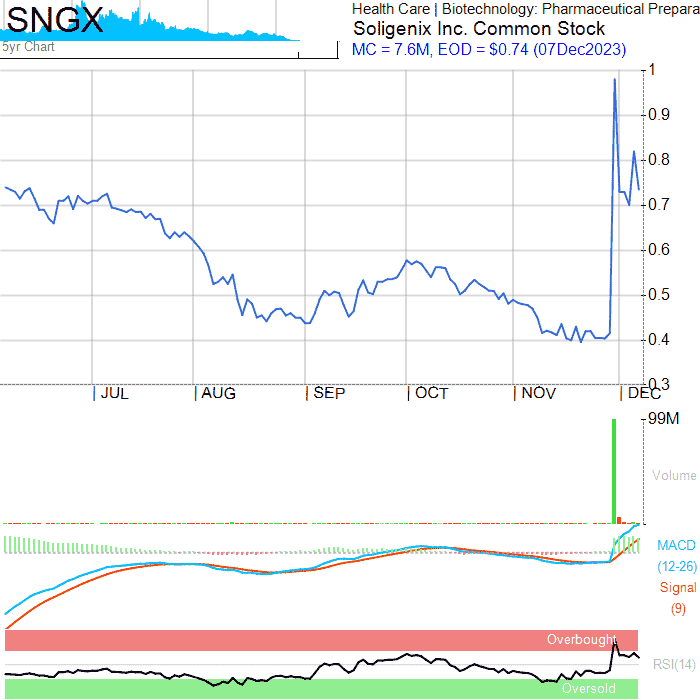 SNGX
Health Care | Biotechnology: Pharmaceutical Prepara
Soligenix Inc. Common Stock
5yr Chart
MC = 7.6M, EOD = $0.74 (07Dec2023)
1
0.9
0.8
0.7
0.6
0.5
0.4
0.3
JUL AUG SEP OCT NOV DEC
99M
Volume
MACD
(12-26)
Signal
(9)
Overbought
RSI(14)
Oversold